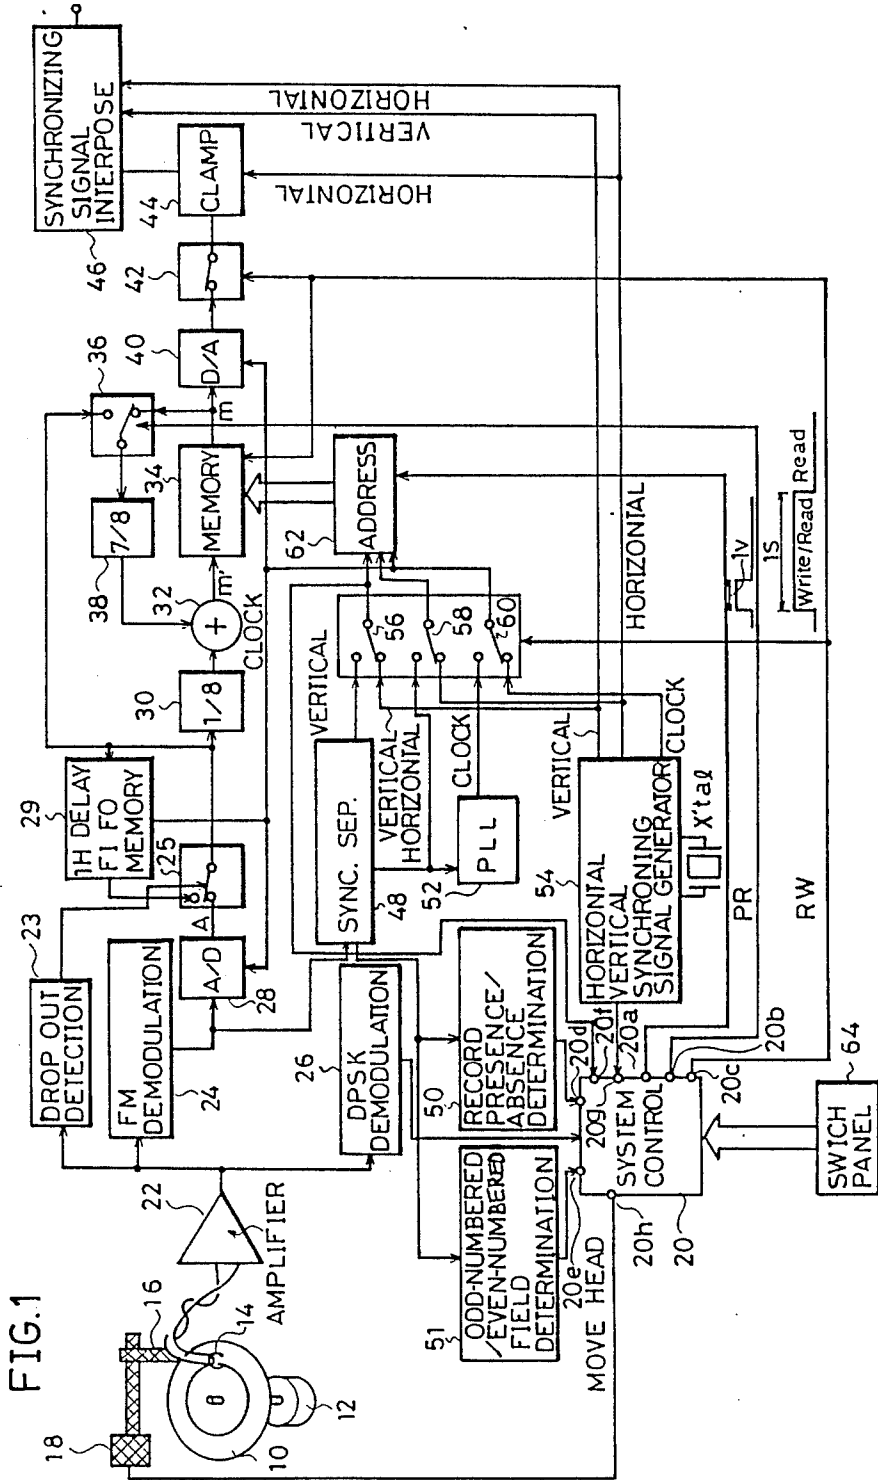 FIG.1
18
16
14
10
12
22
AMPLIFIER
23
DROP OUT
DETECTION
FM
DEMODULATION
24
A/D
28
A
25
29
1H DELAY
FI FO
MEMORY
30
1/8
CLOCK
32
+
m'
38
7/8
34
MEMORY
36
m
40
D/A
42
44
CLAMP
46
SYNCHRONIZING
SIGNAL
INTERPOSE
HORIZONTAL
VERTICAL
HORIZONTAL
26
DPSK
DEMODULATION
48
SYNC. SEP.
VERTICAL
VERTICAL
HORIZONTAL
52
PLL
CLOCK
56
58
60
62
ADDRESS
51
ODD-NUMBERED
/EVEN-NUMBERED
FIELD
DETERMINATION
50
RECORD
PRESENCE/
ABSENCE
DETERMINATION
54
HORIZONTAL
VERTICAL
SYNCHRONING
SIGNAL GENERATOR
VERTICAL
HORIZONTAL
CLOCK
X'tal
MOVE HEAD
20e
20d
20f
20g
20a
20h
20
SYSTEM
CONTROL
20b
20c
PR
RW
1V
1S
Write/Read
Read
64
SWICH
PANEL